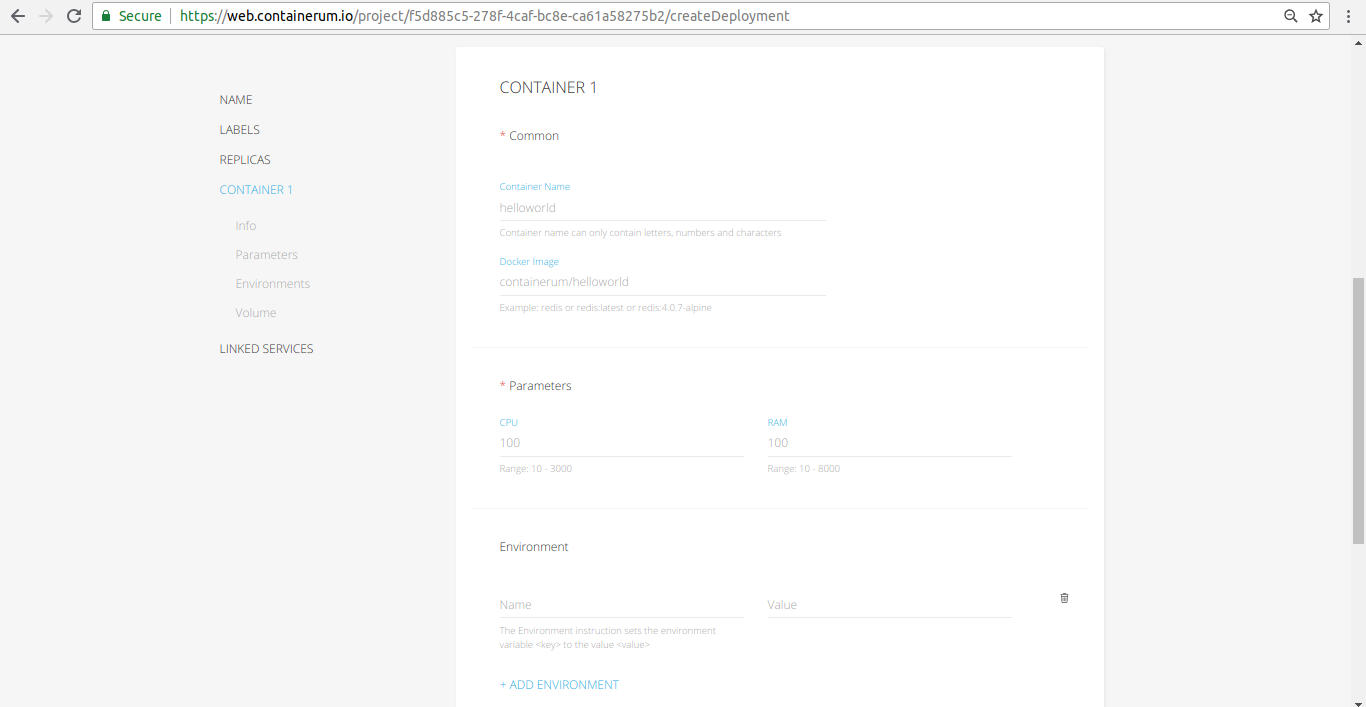 Secure https://web.containerum.io/project/f5d885c5-278f-4caf-bc8e-ca61a58275b2/createDeployment
NAME
LABELS
REPLICAS
CONTAINER 1
Info
Parameters
Environments
Volume
LINKED SERVICES
CONTAINER 1
* Common
Container Name
helloworld
Container name can only contain letters, numbers and characters
Docker Image
containerum/helloworld
Example: redis or redis:latest or redis:4.0.7-alpine
* Parameters
CPU
100
Range: 10 - 3000
RAM
100
Range: 10 - 8000
Environment
Name
Value
The Environment instruction sets the environment
variable <key> to the value <value>
+ ADD ENVIRONMENT